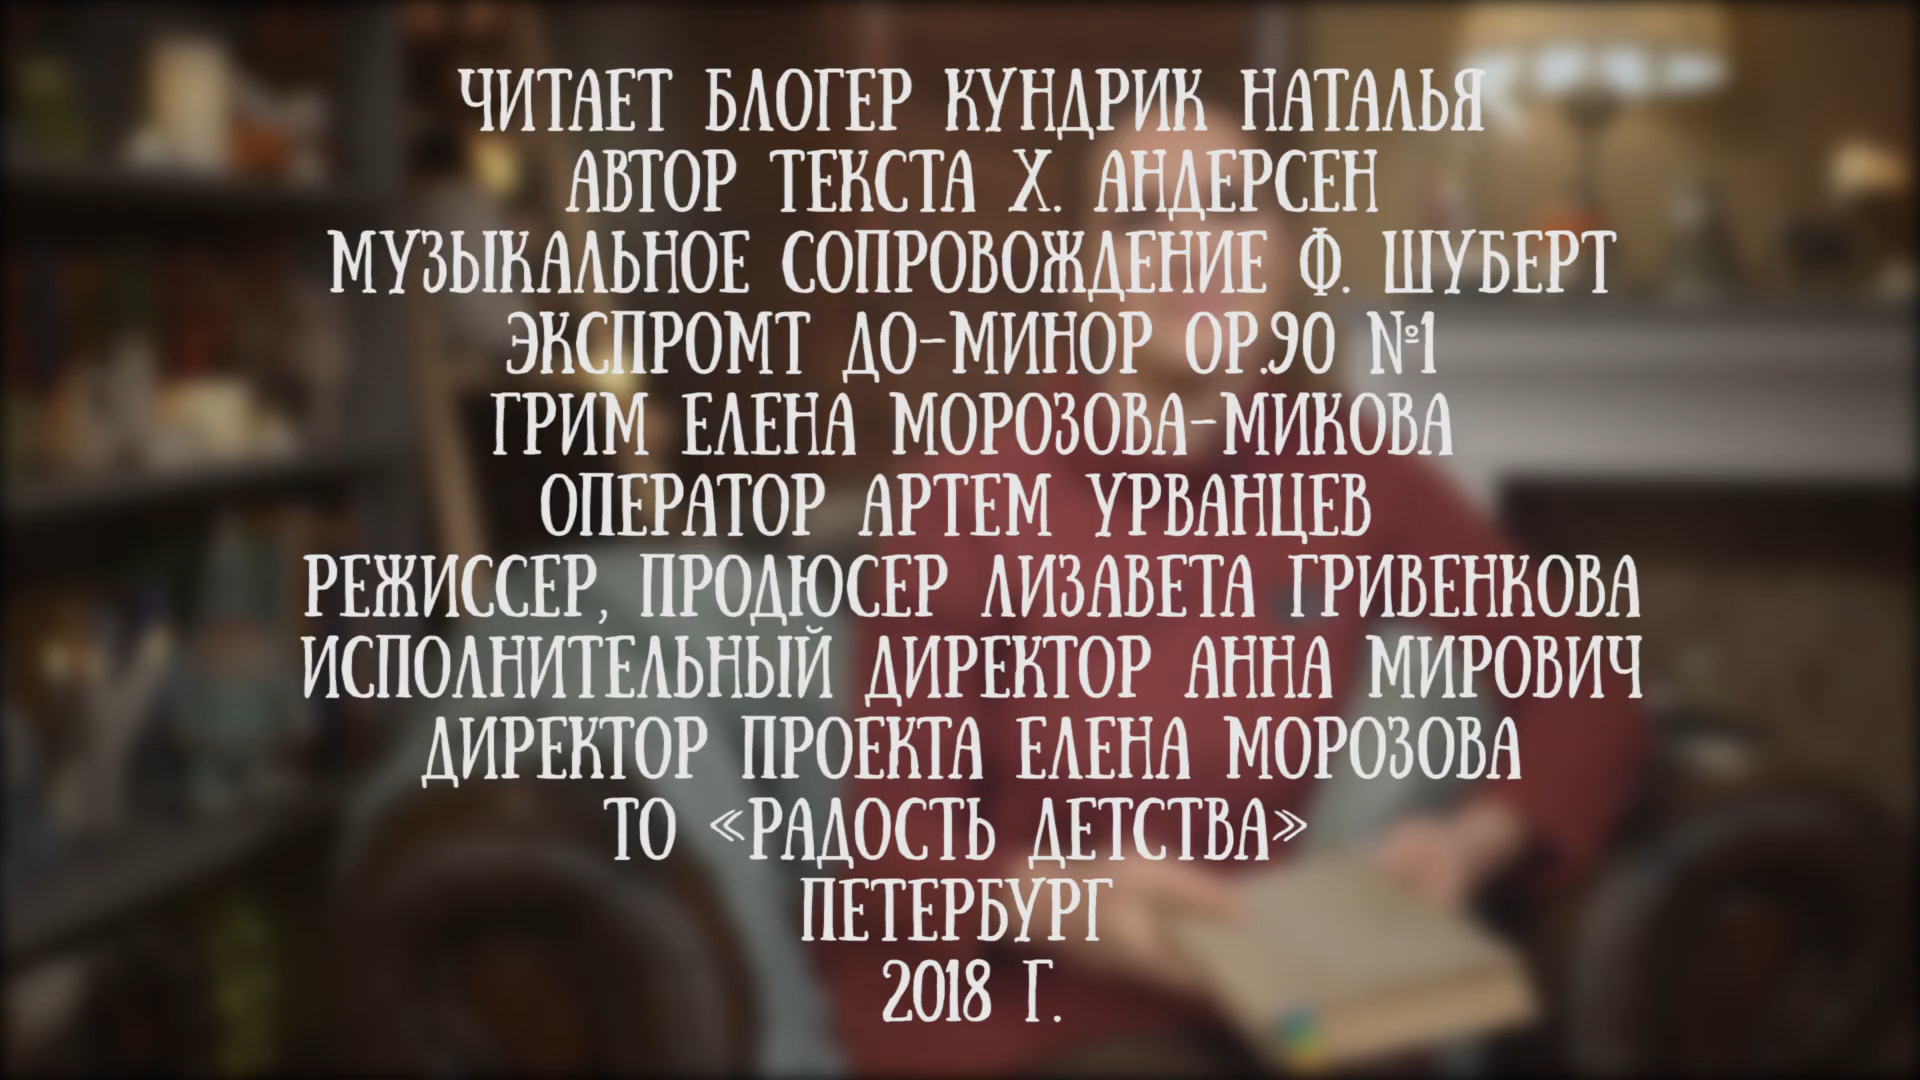 ЧИТАЕТ БЛОГЕР КУНДРИК НАТАЛЬЯ
АВТОР ТЕКСТА Х. АНДЕРСЕН
МУЗЫКАЛЬНОЕ СОПРОВОЖДЕНИЕ Ф. ШУБЕРТ
ЭКСПРОМТ ДО-МИНОР OP.90 №1
ГРИМ ЕЛЕНА МОРОЗОВА-МИКОВА
ОПЕРАТОР АРТЕМ УРВАНЦЕВ
РЕЖИССЕР, ПРОДЮСЕР ЛИЗАВЕТА ГРИВЕНКОВА
ИСПОЛНИТЕЛЬНЫЙ ДИРЕКТОР АННА МИРОВИЧ
ДИРЕКТОР ПРОЕКТА ЕЛЕНА МОРОЗОВА
ТО «РАДОСТЬ ДЕТСТВА»
ПЕТЕРБУРГ
2018 Г.